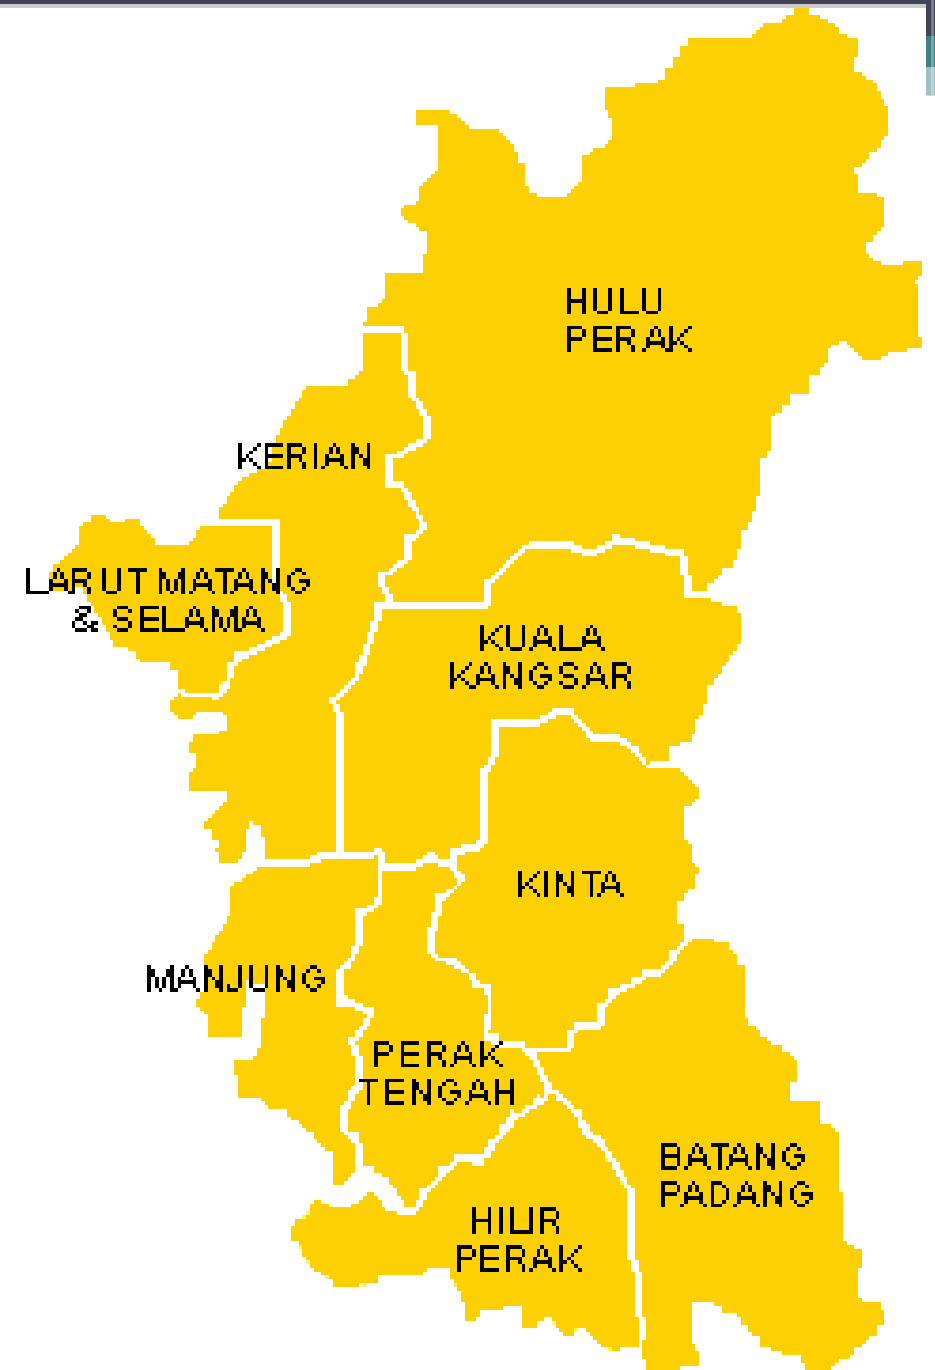 HULU
PERAK
KERIAN
LARUT MATANG
& SELAMA
KUALA
KANGSAR
KINTA
MANJUNG
PERAK
TENGAH
BATANG
PADANG
HILIR
PERAK